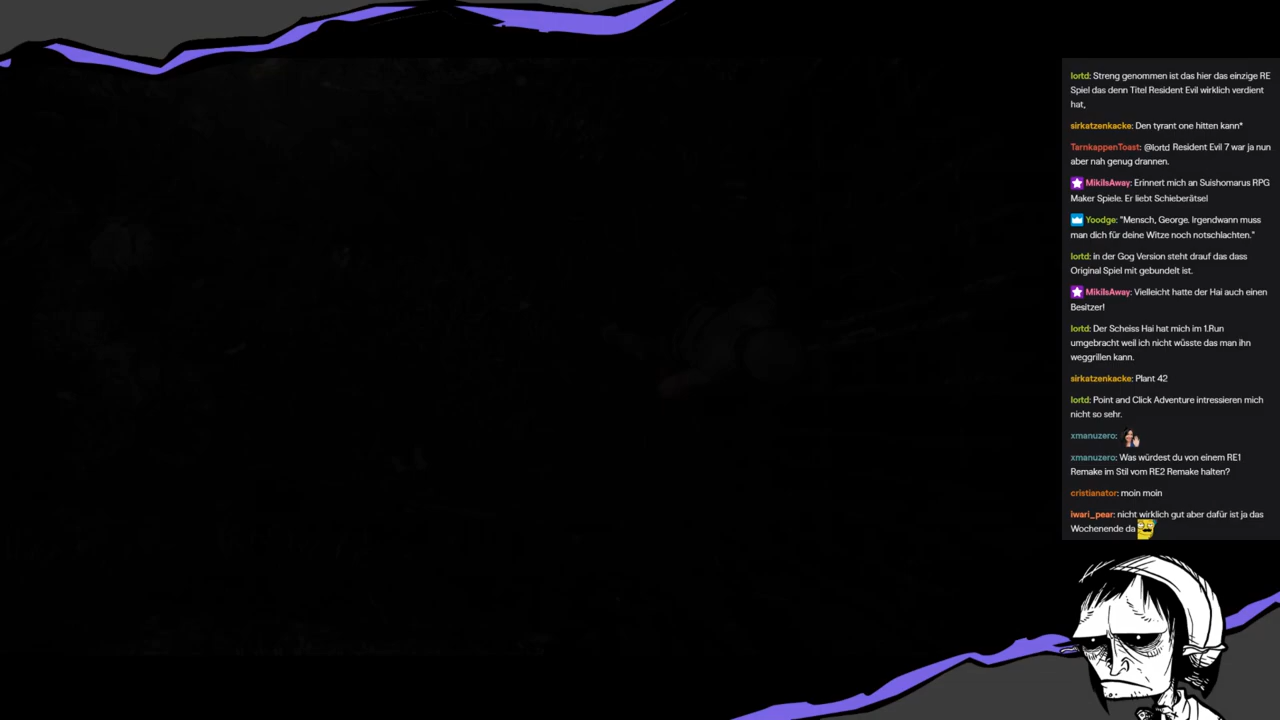 lortd: Streng genommen ist das hier das einzige RE
Spiel das denn Titel Resident Evil wirklich verdient
hat,
sirkatzenkacke: Den tyrant one hitten kann*
TarnkappenToast: @lortd Resident Evil 7 war ja nun
aber nah genug drannen.
MikiIsAway: Erinnert mich an Suishomarus RPG
Maker Spiele. Er liebt Schieberätsel
Yoodge: "Mensch, George. Irgendwann muss
man dich für deine Witze noch notschlachten."
lortd: in der Gog Version steht drauf das dass
Original Spiel mit gebundelt ist.
MikiIsAway: Vielleicht hatte der Hai auch einen
Besitzer!
lortd: Der Scheiss Hai hat mich im 1.Run
umgebracht weil ich nicht wüsste das man ihn
weggrillen kann.
sirkatzenkacke: Plant 42
lortd: Point and Click Adventure intressieren mich
nicht so sehr.
xmanuzero:
xmanuzero: Was würdest du von einem RE1
Remake im Stil vom RE2 Remake halten?
cristianator: moin moin
iwari_pear: nicht wirklich gut aber dafür ist ja das
Wochenende da